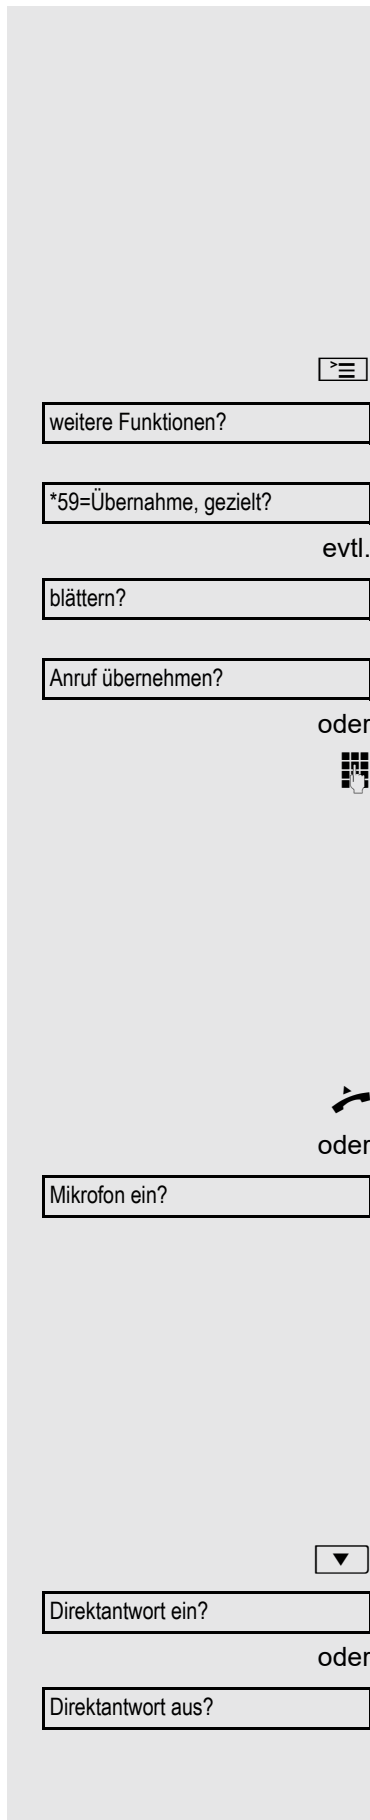 weitere Funktionen?
*59=Übernahme, gezielt?
evtl.
blättern?
Anruf übernehmen?
oder
oder
Mikrofon ein?
Direktantwort ein?
oder
Direktantwort aus?